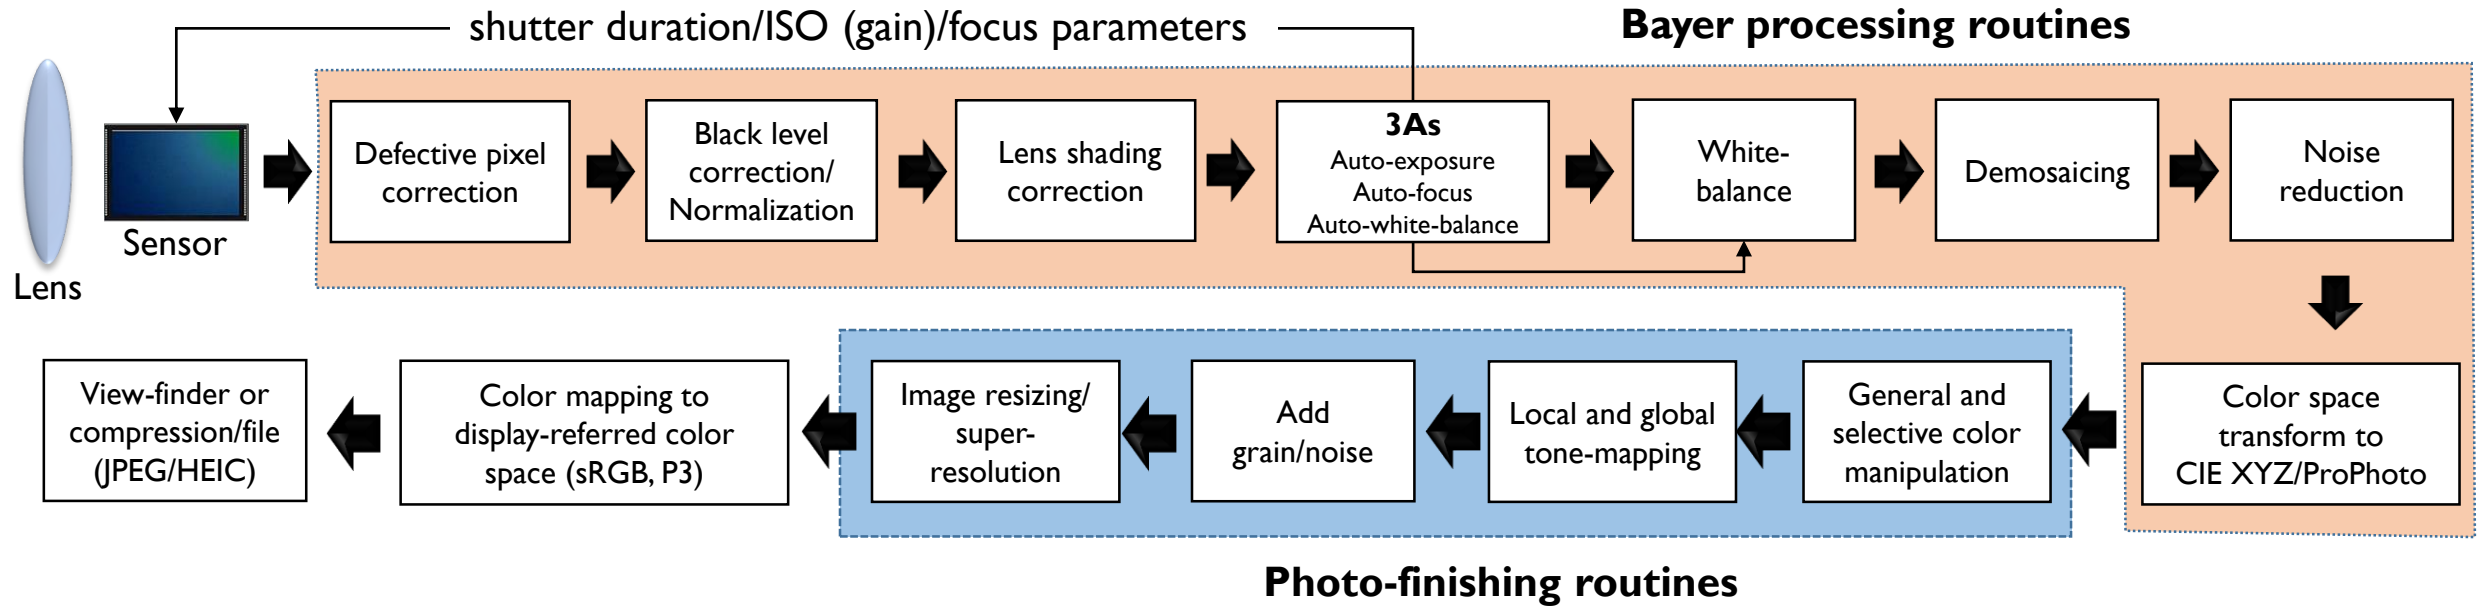 shutter duration/ISO (gain)/focus parameters
Bayer processing routines
Lens
Sensor
Defective pixel
correction
Black level
correction/
Normalization
Lens shading
correction
3As
Auto-exposure
Auto-focus
Auto-white-balance
White-
balance
Demosaicing
Noise
reduction
Color space
transform to
CIE XYZ/ProPhoto
General and
selective color
manipulation
Local and global
tone-mapping
Add
grain/noise
Image resizing/
super-
resolution
Color mapping to
display-referred color
space (sRGB, P3)
View-finder or
compression/file
(JPEG/HEIC)
Photo-finishing routines